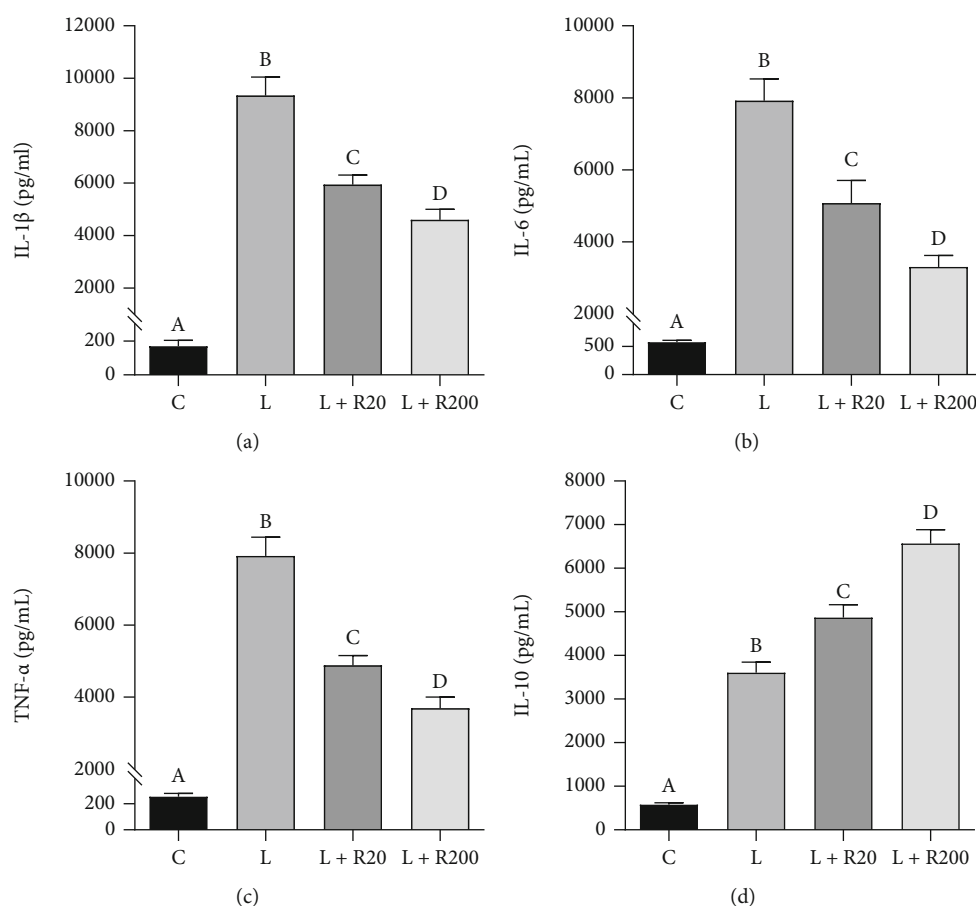 12000
10000
8000
6000
4000
2000
200
0
IL-1β (pg/ml)
A
B
C
D
C
L
L + R20
L + R200
(a)
10000
8000
6000
4000
2000
500
0
IL-6 (pg/mL)
A
B
C
D
C
L
L + R20
L + R200
(b)
10000
8000
6000
4000
2000
200
0
TNF-α (pg/mL)
A
B
C
D
C
L
L + R20
L + R200
(c)
8000
7000
6000
5000
4000
3000
2000
1000
0
IL-10 (pg/mL)
A
B
C
D
C
L
L + R20
L + R200
(d)